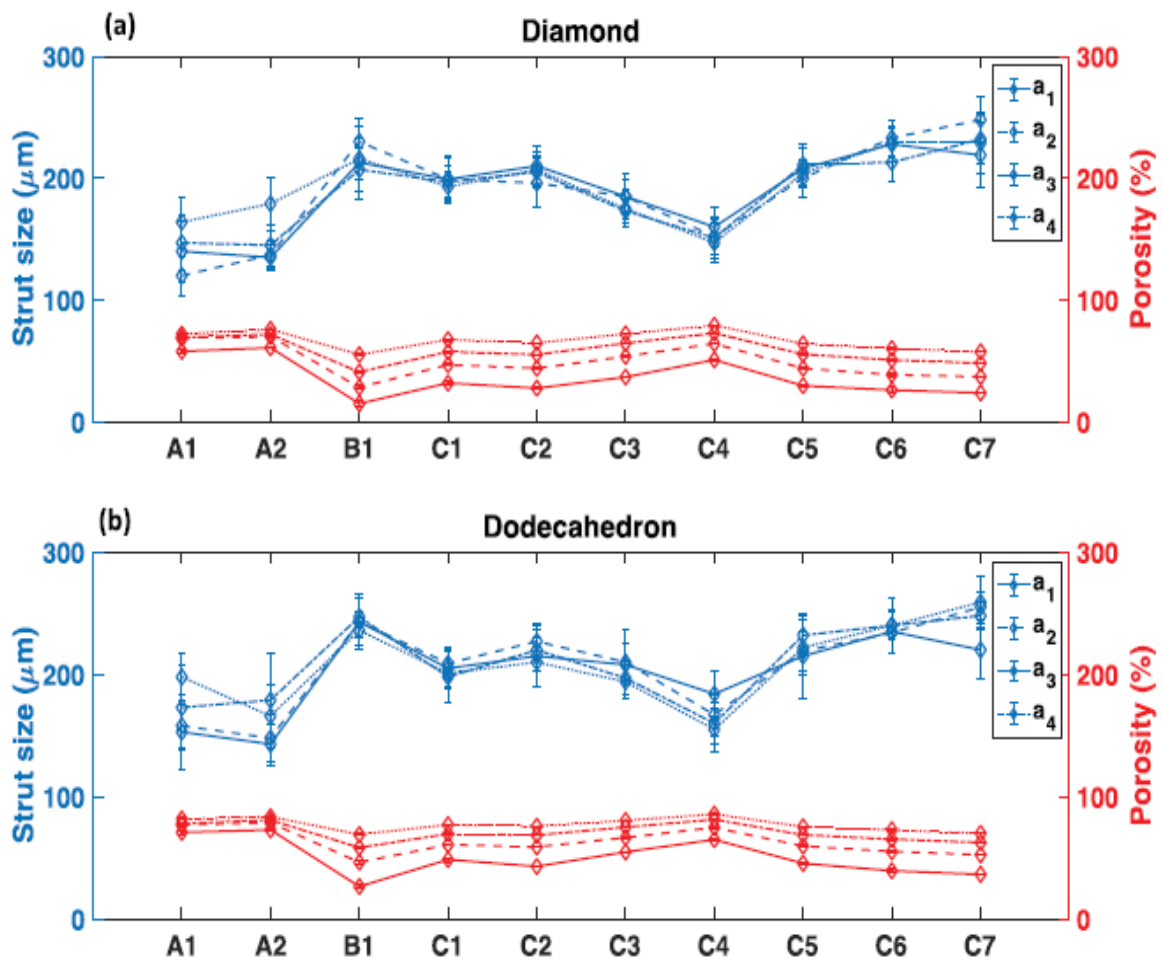 (a)
Diamond
300
200
100
0
Strut size (μm)
300
200
100
0
Porosity (%)
a1
a2
a3
a4
A1 A2 B1 C1 C2 C3 C4 C5 C6 C7
(b)
Dodecahedron
300
200
100
0
Strut size (μm)
300
200
100
0
Porosity (%)
a1
a2
a3
a4
A1 A2 B1 C1 C2 C3 C4 C5 C6 C7